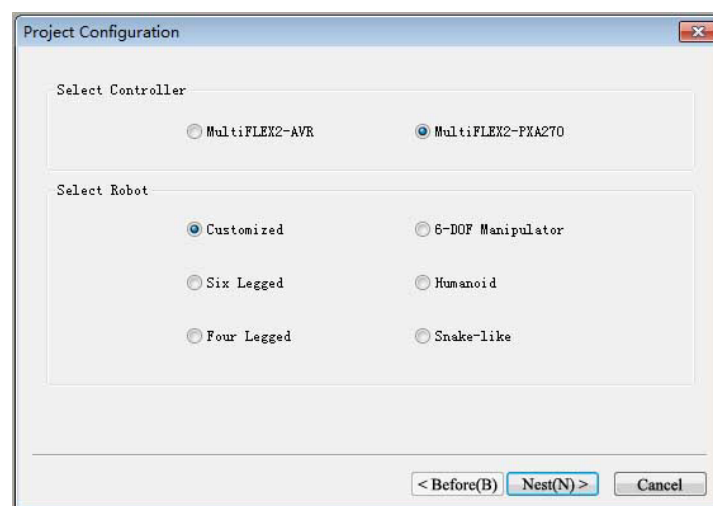 Project Configuration
Select Controller
MultiFLEX2-AVR MultiFLEX2-PXA270
Select Robot
Customized 6-DOF Manipulator
Six Legged Humanoid
Four Legged Snake-like
< Before(B) Nest(N) > Cancel